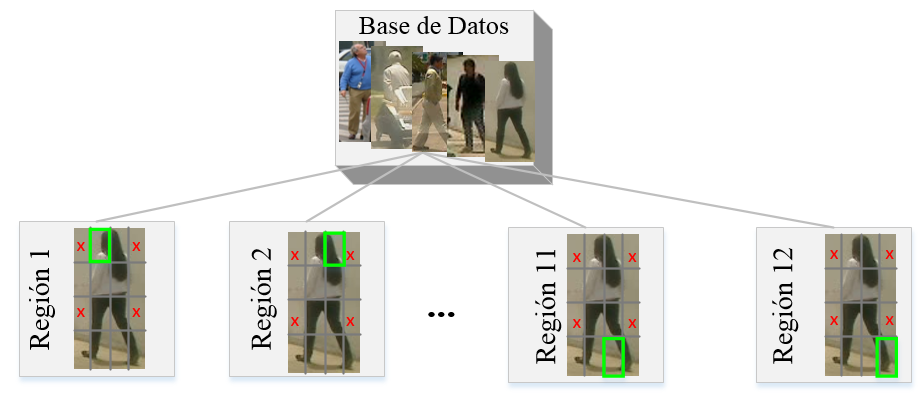 Base de Datos
Región 1
x x
x x
Región 2
x x
x x
...
Región 11
x x
x x
Región 12
x x
x x